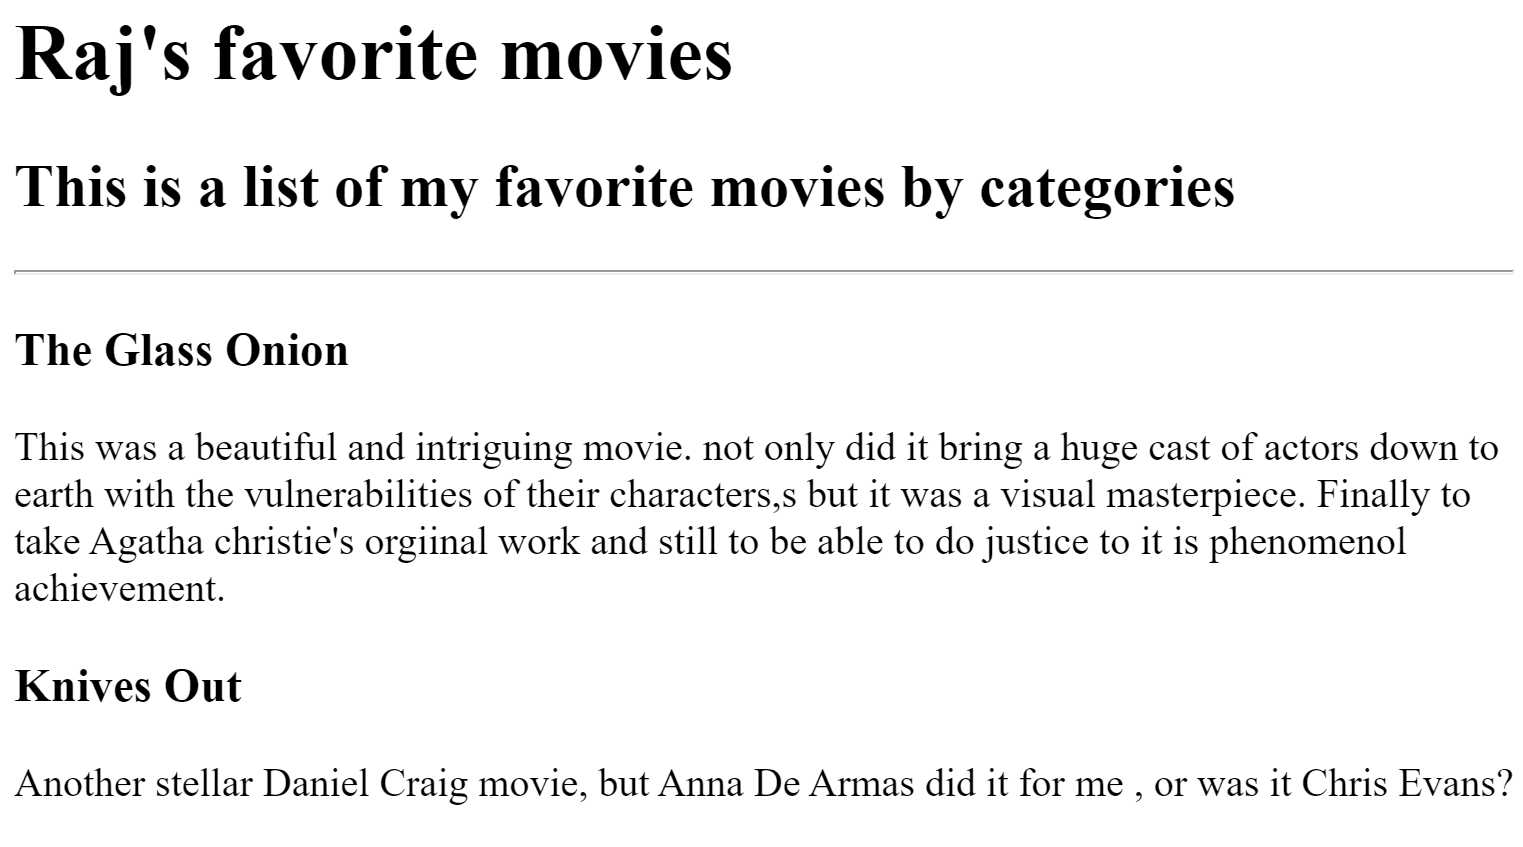 Raj's favorite movies
This is a list of my favorite movies by categories
The Glass Onion
This was a beautiful and intriguing movie. not only did it bring a huge cast of actors down to
earth with the vulnerabilities of their characters,s but it was a visual masterpiece. Finally to
take Agatha christie's orgiinal work and still to be able to do justice to it is phenomenol
achievement.
Knives Out
Another stellar Daniel Craig movie, but Anna De Armas did it for me , or was it Chris Evans?